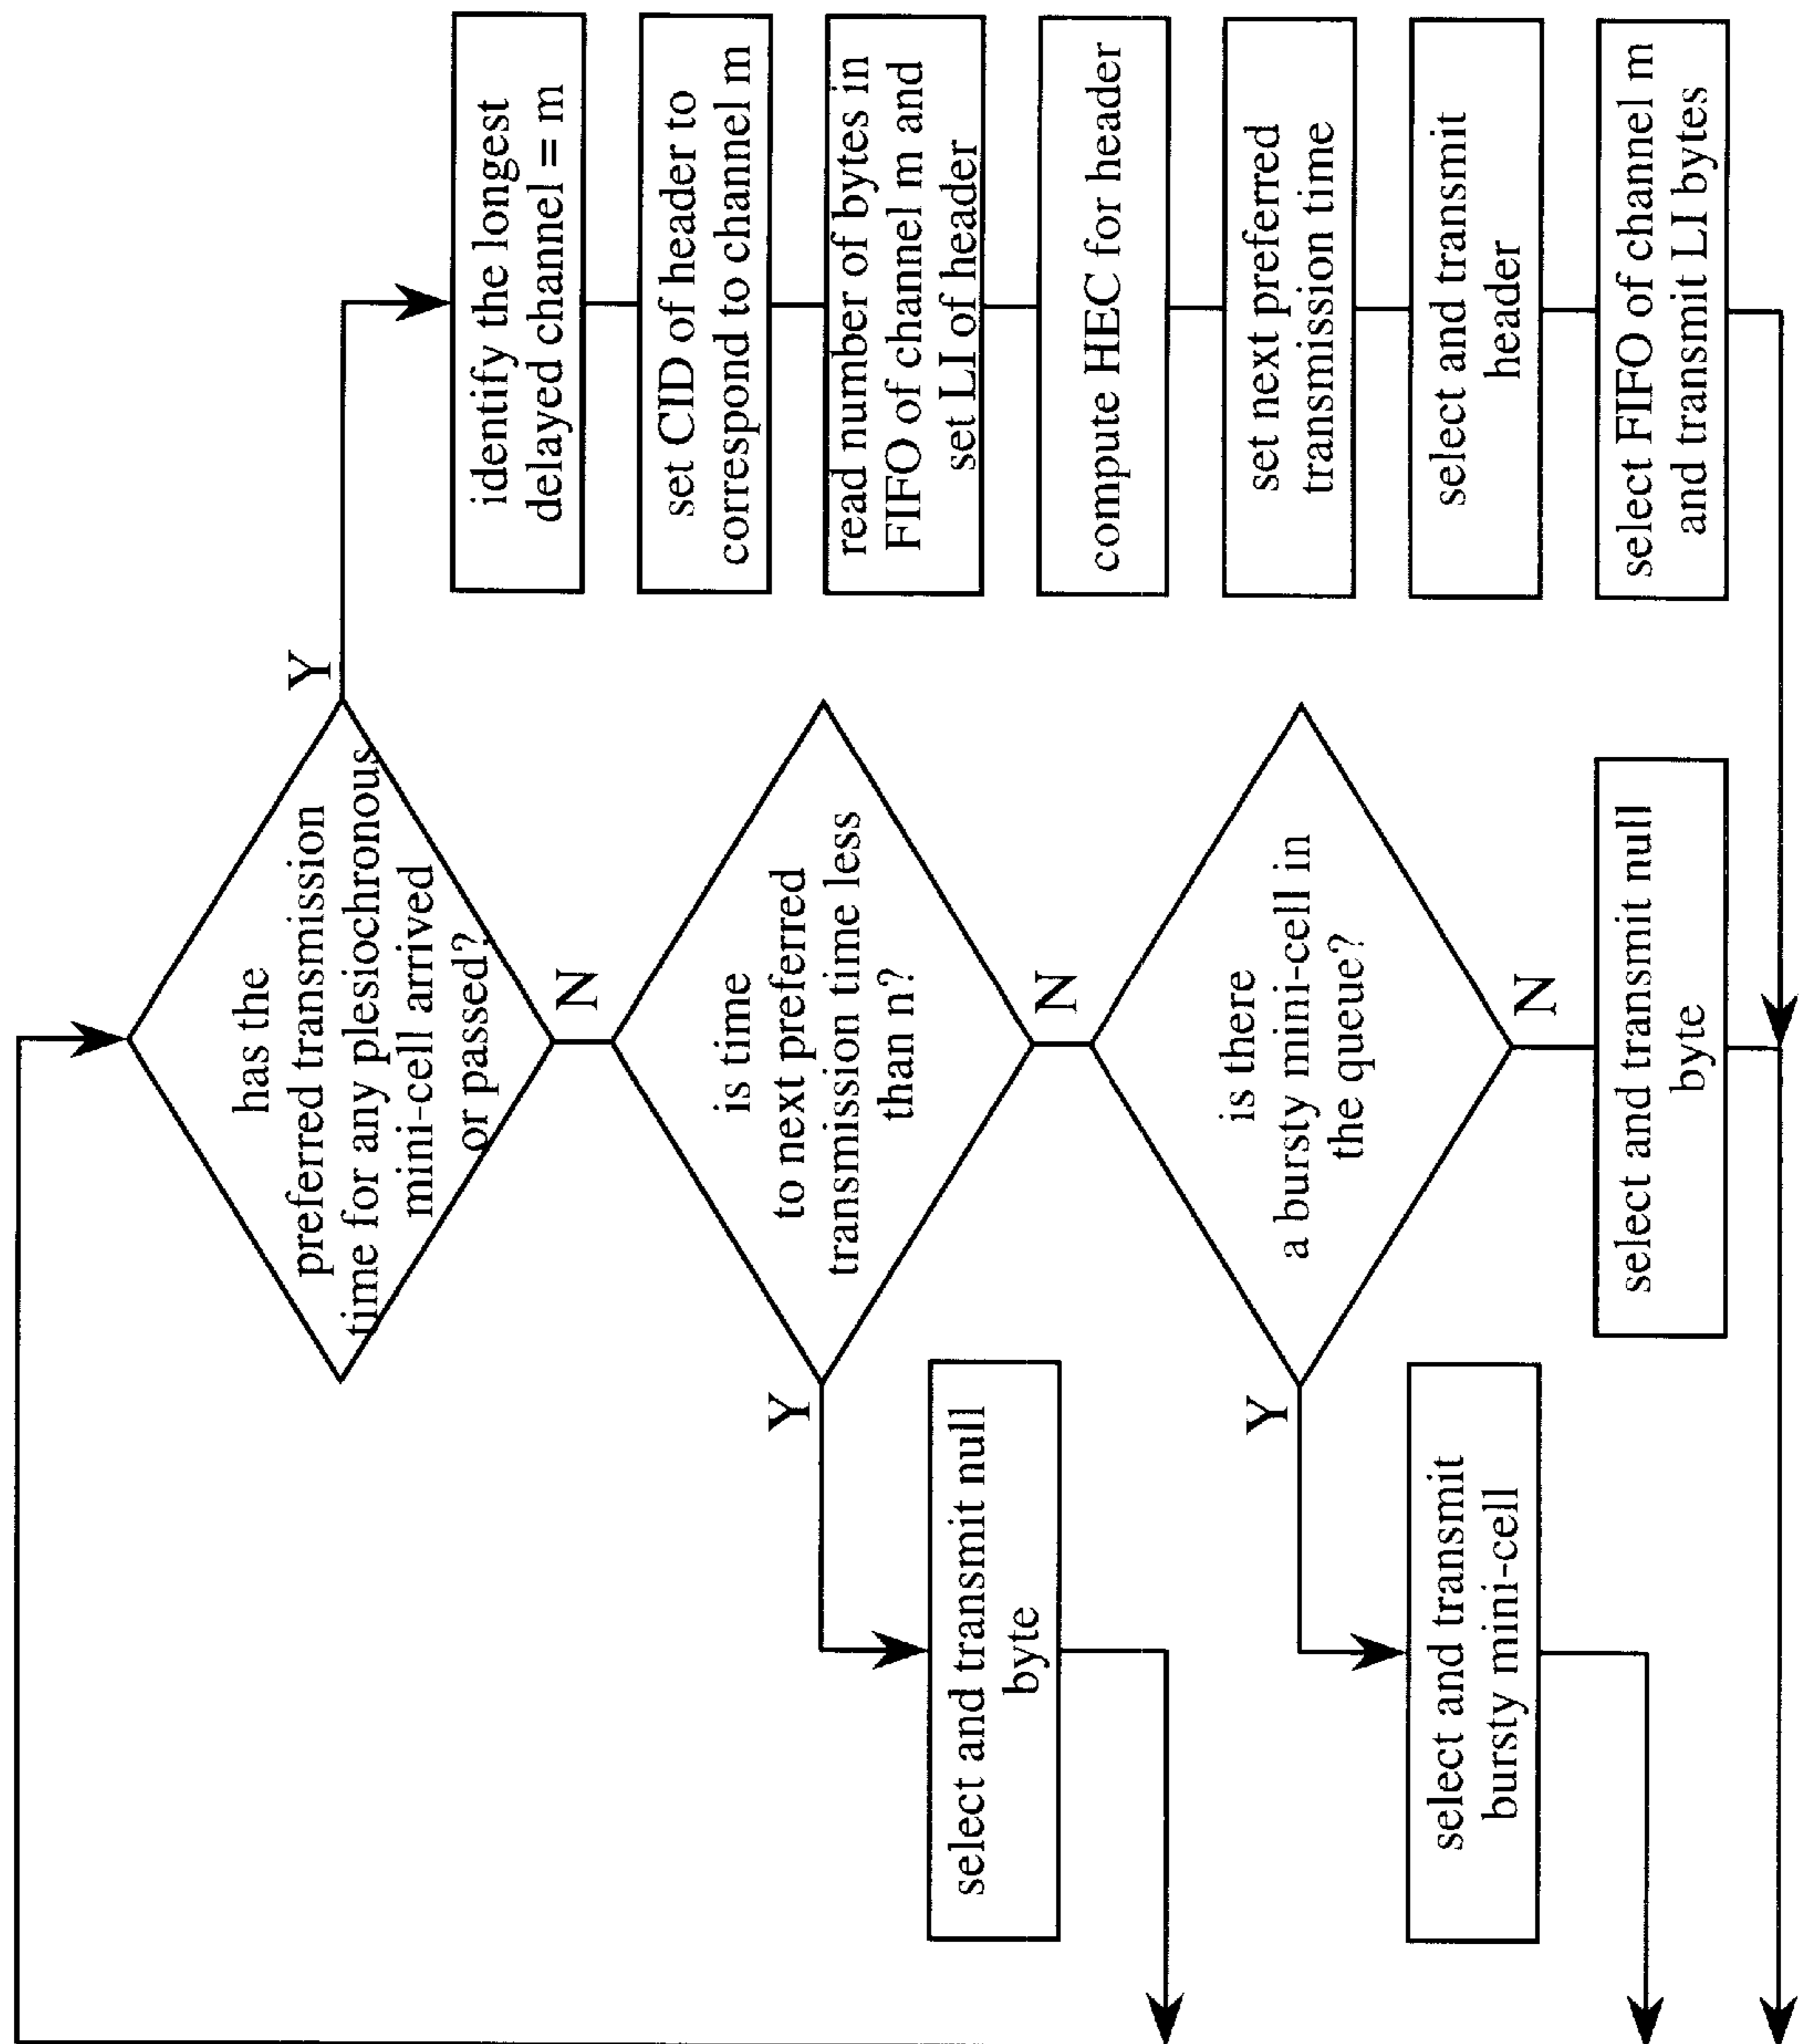 has the
preferred transmission
time for any plesiochronous
mini-cell arrived
or passed?
Y
N
identify the longest
delayed channel = m
set CID of header to
correspond to channel m
read number of bytes in
FIFO of channel m and
set LI of header
compute HEC for header
set next preferred
transmission time
select and transmit
header
select FIFO of channel m
and transmit LI bytes
is time
to next preferred
transmission time less
than n?
Y
N
select and transmit null
byte
is there
a bursty mini-cell in
the queue?
Y
N
select and transmit
bursty mini-cell
select and transmit null
byte